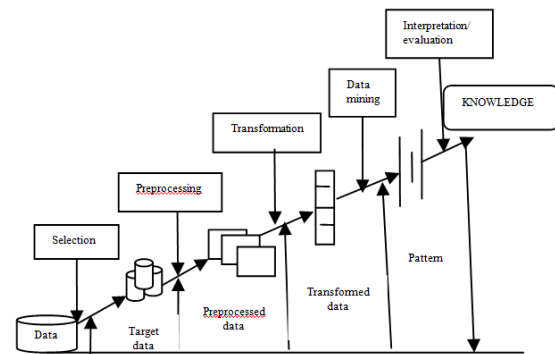 Interpretation/
evaluation
Data
mining
KNOWLEDGE
Transformation
Preprocessing
Selection
Pattern
Transformed
data
Preprocessed
data
Target
data
Data